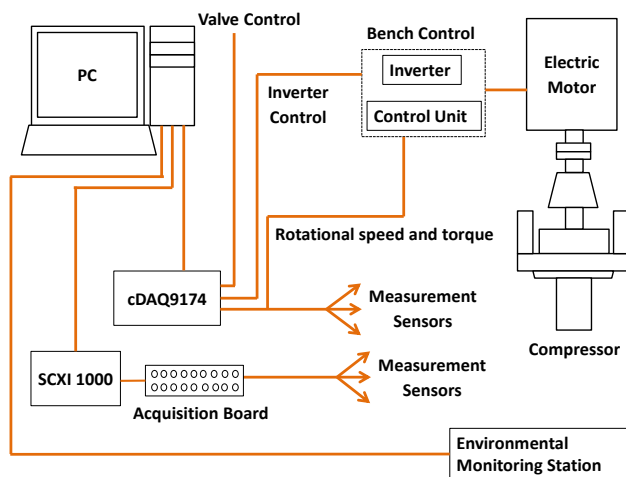 Valve Control
Bench Control
PC
Inverter
Electric
Motor
Inverter
Control
Control Unit
Rotational speed and torque
cDAQ9174
Measurement
Sensors
Compressor
SCXI 1000
Measurement
Sensors
Acquisition Board
Environmental
Monitoring Station